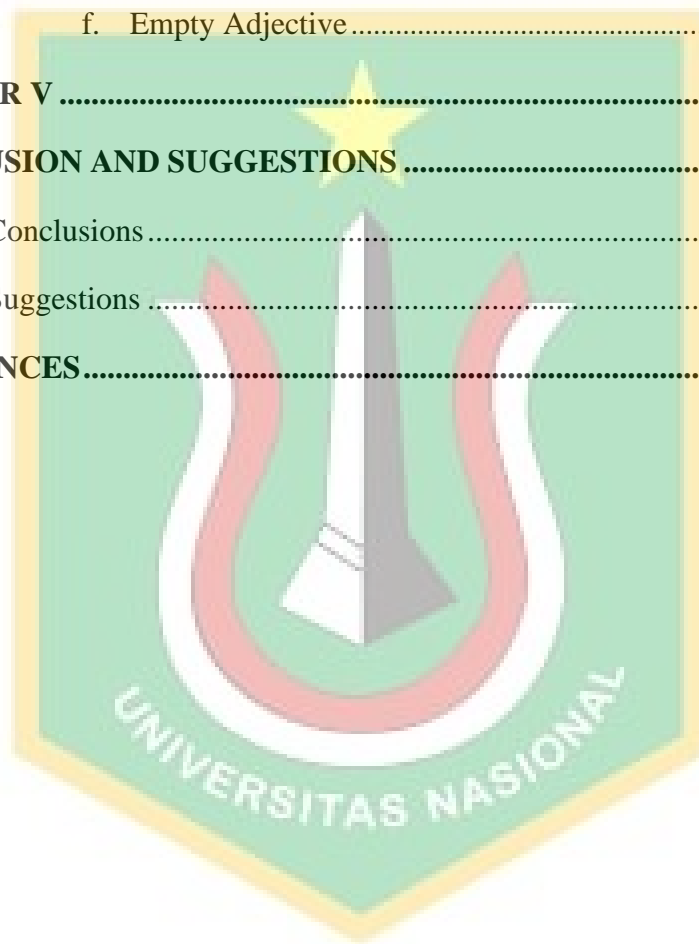 f. Empty Adjective........................................
R V................................................................................
USION AND SUGGESTIONS.....................................
Conclusions.....................................................................
Suggestions.....................................................................
NCES.............................................................................
UNIVERSITAS NASIONAL